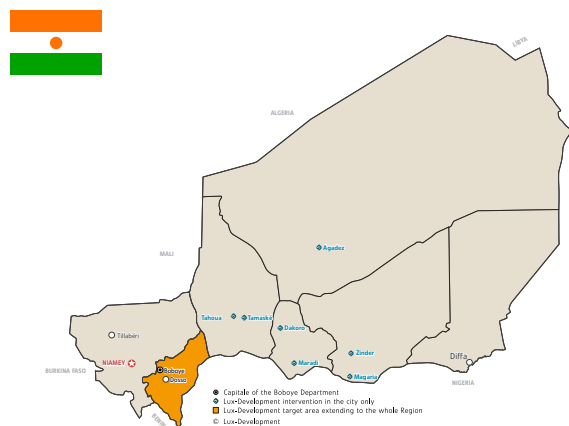 LIBYA
ALGERIA
MALI
Agadez
Tahoua
Tamaské
Dakoro
Tillabéri
Zinder
Diffa
NIAMEY
Maradi
BURKINA FASO
Boboye
Magaria
Dosso
NIGERIA
BENIN
Capitale of the Boboye Department
Lux-Development intervention in the city only
Lux-Development target area extending to the whole Region
© Lux-Development